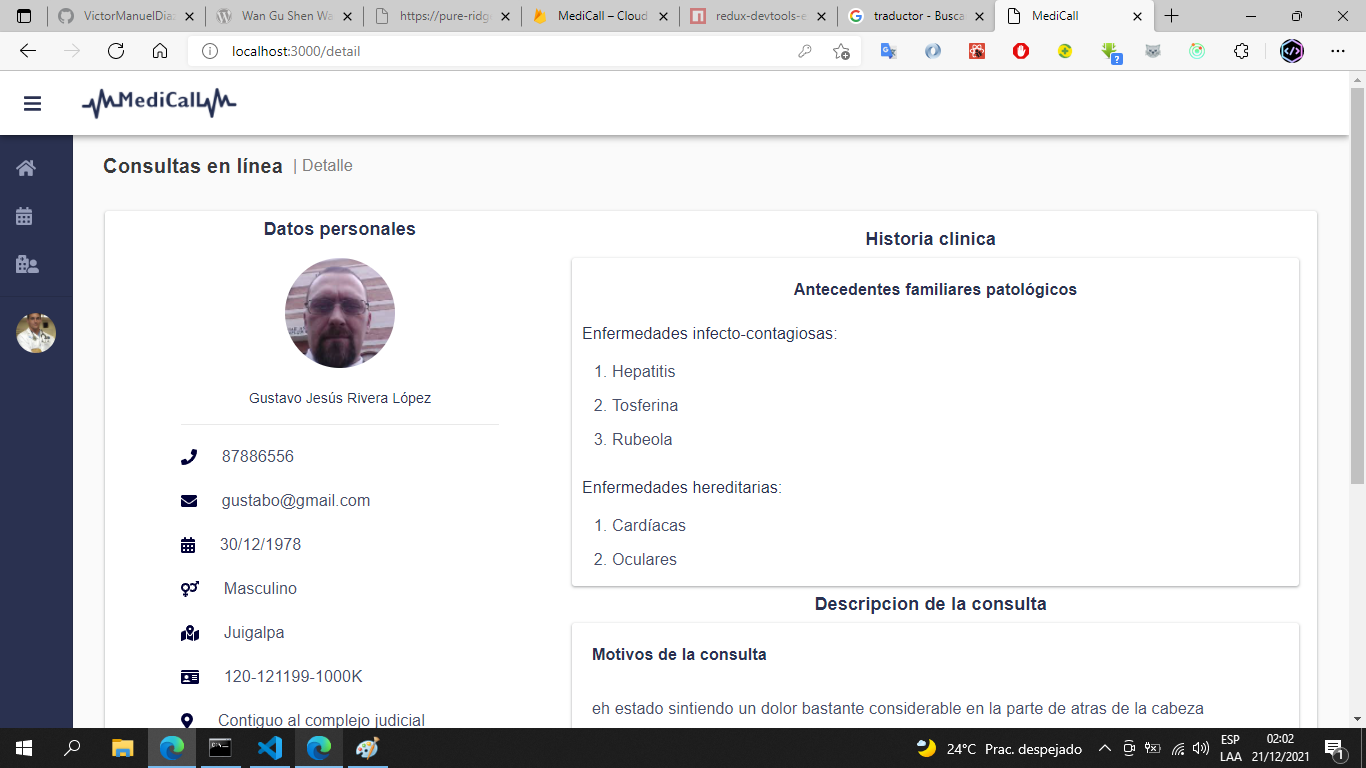 VictorManuelDia
Wan Gu Shen Wa
https://pure-ridg
MediCall – Cloud
redux-devtools-e
traductor - Busca
MediCall
localhost:3000/detail
MediCall
Consultas en línea | Detalle
Datos personales
Gustavo Jesús Rivera López
87886556
gustabo@gmail.com
30/12/1978
Masculino
Juigalpa
120-121199-1000K
Contiguo al complejo judicial
Historia clinica
Antecedentes familiares patológicos
Enfermedades infecto-contagiosas:
1. Hepatitis
2. Tosferina
3. Rubeola
Enfermedades hereditarias:
1. Cardíacas
2. Oculares
Descripcion de la consulta
Motivos de la consulta
eh estado sintiendo un dolor bastante considerable en la parte de atras de la cabeza
24°C Prac. despejado
ESP
LAA
02:02
21/12/2021
1